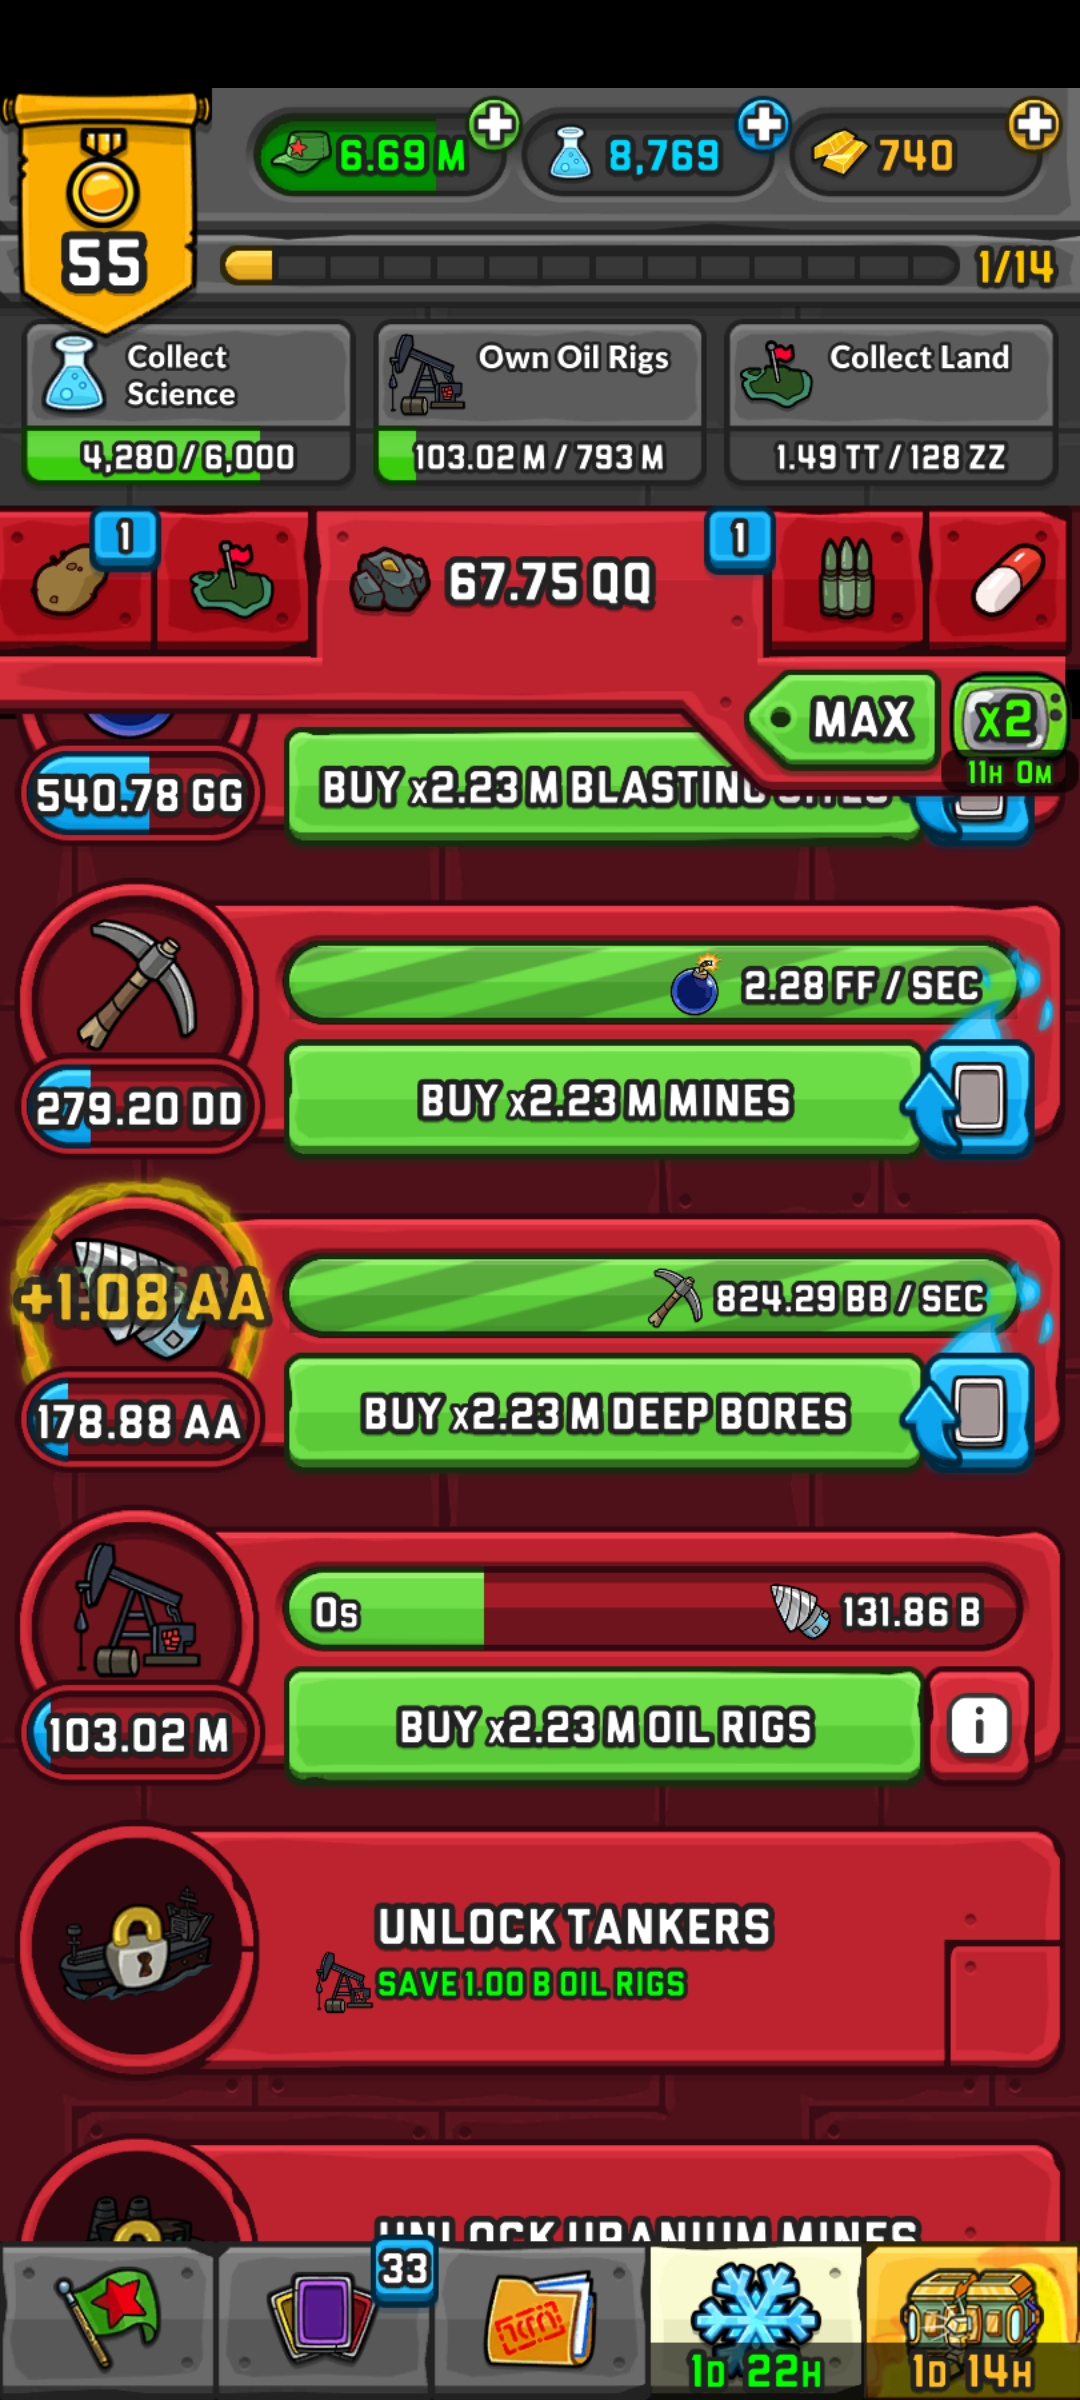 6.69 M
8,769
740
55
1/14
Collect
Science
Own Oil Rigs
Collect Land
4,280 / 6,000
103.02 M / 793 M
1.49 TT / 128 ZZ
1
1
67.75 QQ
MAX
x2
11H 0M
540.78 GG
BUY x2.23 M BLASTING
2.28 FF / SEC
279.20 DD
BUY x2.23 M MINES
+1.08 AA
824.29 BB / SEC
178.88 AA
BUY x2.23 M DEEP BORES
0s
131.86 B
103.02 M
BUY x2.23 M OIL RIGS
i
UNLOCK TANKERS
SAVE 1.00 B OIL RIGS
UNLOCK URANIUM MINES
33
1D 22H
1D 14H